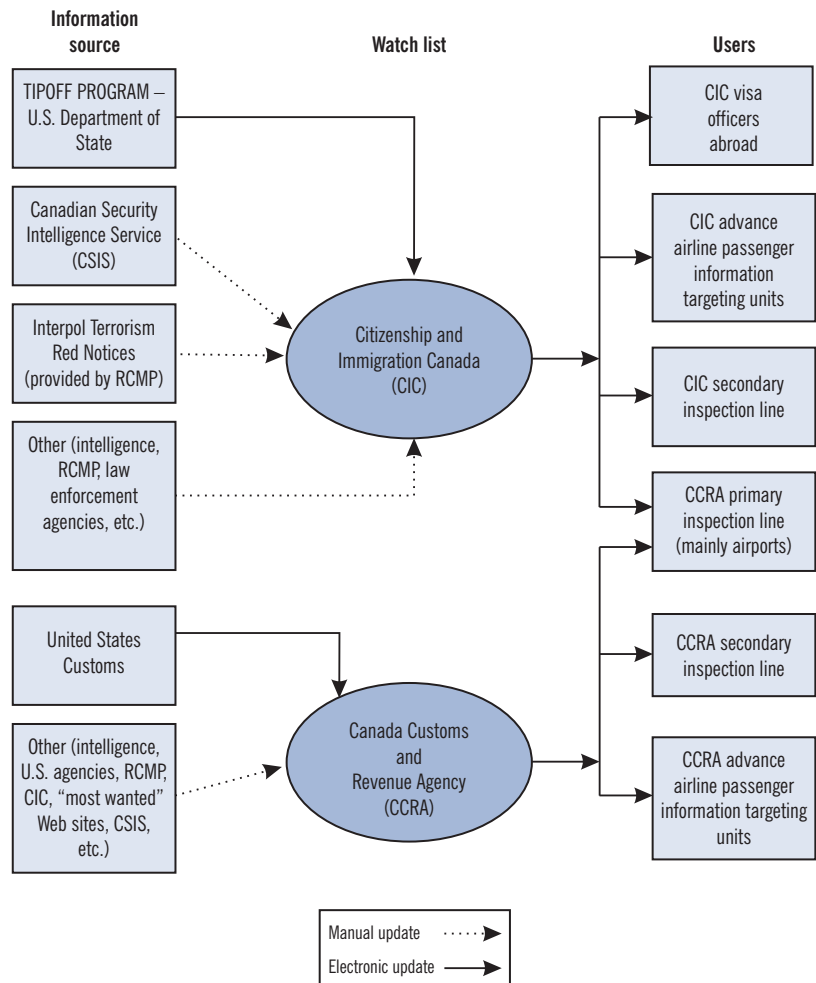 Information
source
Watch list
Users
TIPOFF PROGRAM –
U.S. Department of
State
Canadian Security
Intelligence Service
(CSIS)
Interpol Terrorism
Red Notices
(provided by RCMP)
Other (intelligence,
RCMP, law
enforcement
agencies, etc.)
Citizenship and
Immigration Canada
(CIC)
CIC visa
officers
abroad
CIC advance
airline passenger
information
targeting units
CIC secondary
inspection line
CCRA primary
inspection line
(mainly airports)
United States
Customs
Other (intelligence,
U.S. agencies, RCMP,
CIC, “most wanted”
Web sites, CSIS,
etc.)
Canada Customs
and
Revenue Agency
(CCRA)
CCRA secondary
inspection line
CCRA advance
airline passenger
information targeting
units
Manual update
Electronic update